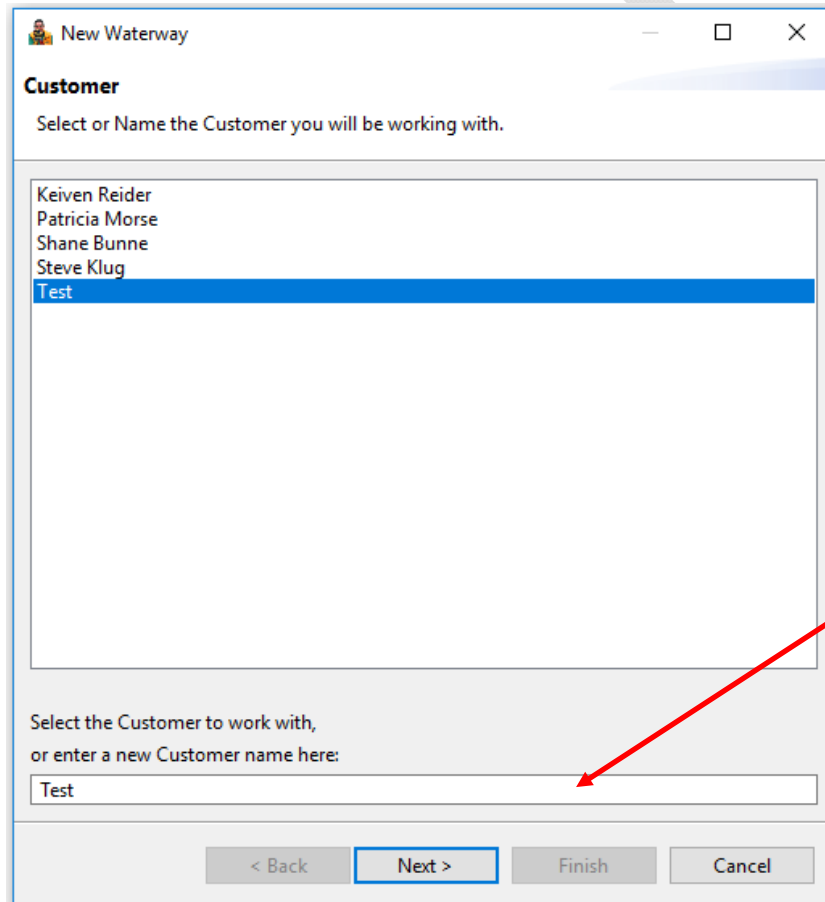 New Waterway
Customer
Select or Name the Customer you will be working with.
Keiven Reider
Patricia Morse
Shane Bunne
Steve Klug
Test
Select the Customer to work with,
or enter a new Customer name here:
Test
< Back Next > Finish Cancel